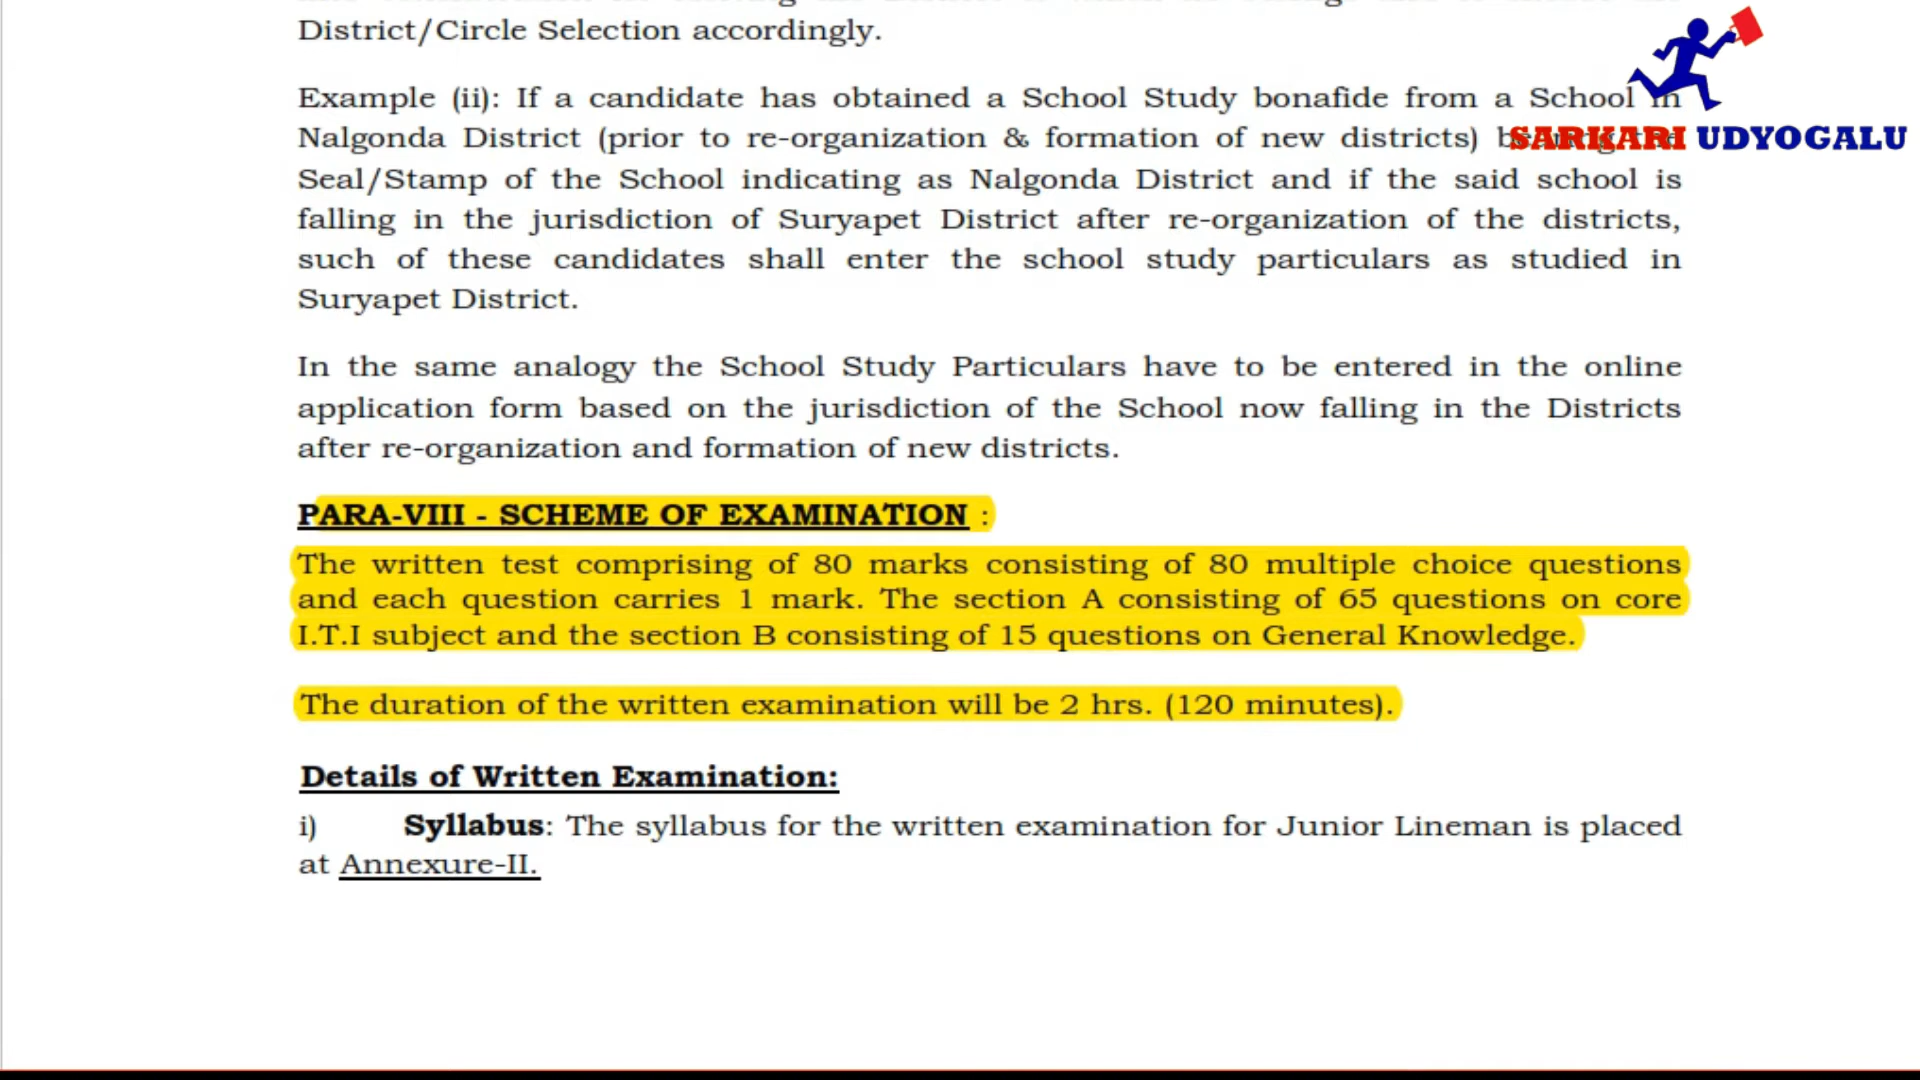 District/Circle Selection accordingly.
Example (ii): If a candidate has obtained a School Study bonafide from a School in
Nalgonda District (prior to re-organization & formation of new districts)
SARKARI UDYOGALU
Seal/Stamp of the School indicating as Nalgonda District and if the said school is
falling in the jurisdiction of Suryapet District after re-organization of the districts,
such of these candidates shall enter the school study particulars as studied in
Suryapet District.
In the same analogy the School Study Particulars have to be entered in the online
application form based on the jurisdiction of the School now falling in the Districts
after re-organization and formation of new districts.
PARA-VIII - SCHEME OF EXAMINATION :
The written test comprising of 80 marks consisting of 80 multiple choice questions
and each question carries 1 mark. The section A consisting of 65 questions on core
I.T.I subject and the section B consisting of 15 questions on General Knowledge.
The duration of the written examination will be 2 hrs. (120 minutes).
Details of Written Examination:
i) Syllabus: The syllabus for the written examination for Junior Lineman is placed
at Annexure-II.